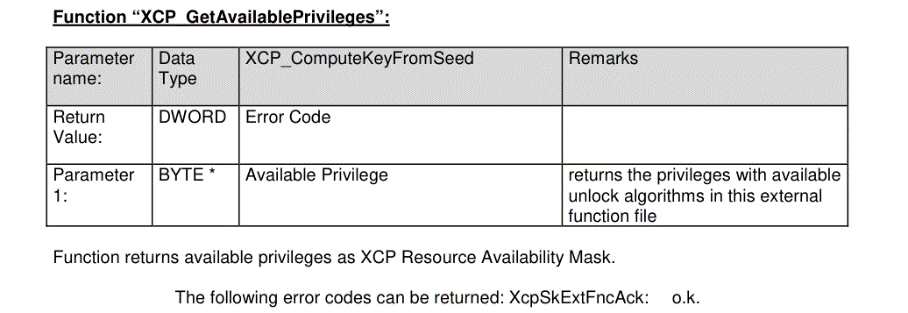 Function “XCP_GetAvailablePrivileges”:
Parameter name: Data Type XCP_ComputeKeyFromSeed Remarks
Return Value: DWORD Error Code
Parameter 1: BYTE * Available Privilege returns the privileges with available unlock algorithms in this external function file
Function returns available privileges as XCP Resource Availability Mask.
The following error codes can be returned: XcpSkExtFncAck: o.k.